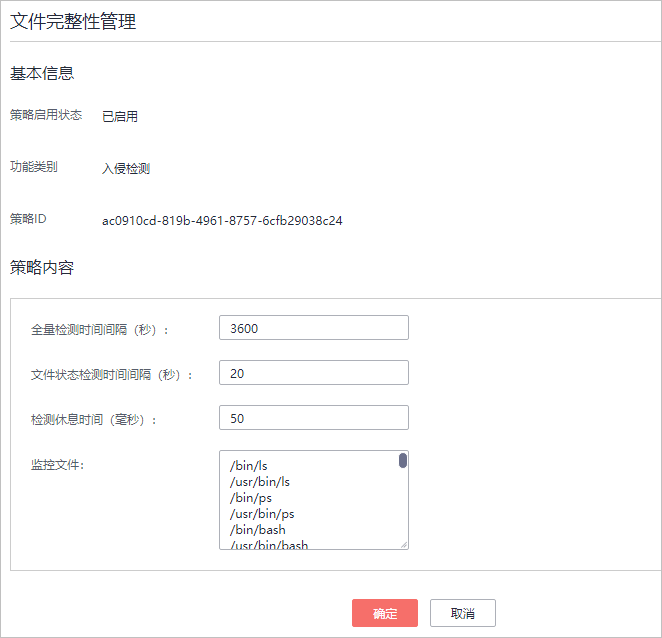 文件完整性管理
基本信息
策略启用状态 已启用
功能类别 入侵检测
策略ID ac0910cd-819b-4961-8757-6cfb29038c24
策略内容
全量检测时间间隔（秒）： 3600
文件状态检测时间间隔（秒）： 20
检测休息时间（毫秒）： 50
监控文件: /bin/ls
/usr/bin/ls
/bin/ps
/usr/bin/ps
/bin/bash
/usr/bin/bash
确定 取消